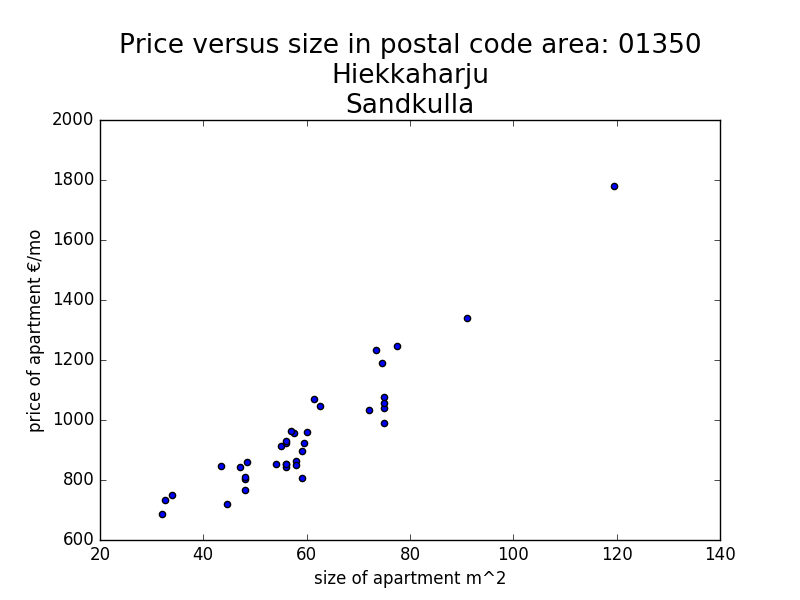 Price versus size in postal code area: 01350
Hiekkaharju
Sandkulla
2000
1800
1600
1400
1200
1000
800
600
price of apartment €/mo
20 40 60 80 100 120 140
size of apartment m^2